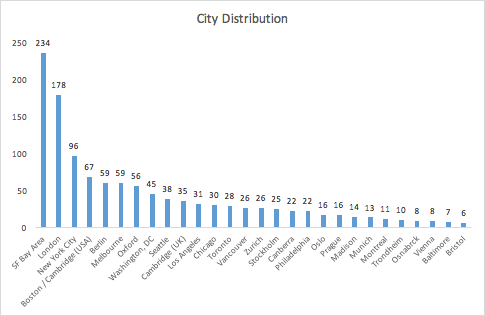 City Distribution
250
200
150
100
50
0
234
178
96
67
59
59
56
45
38
35
31
30
28
26
26
25
22
22
16
16
14
13
11
10
8
8
7
6
SF Bay Area
London
New York City
Boston / Cambridge (USA)
Berlin
Melbourne
Oxford
Washington, DC
Seattle
Cambridge (UK)
Los Angeles
Chicago
Toronto
Vancouver
Zurich
Stockholm
Canberra
Philadelphia
Oslo
Prague
Madison
Munich
Montreal
Trondheim
Osnabrck
Vienna
Baltimore
Bristol